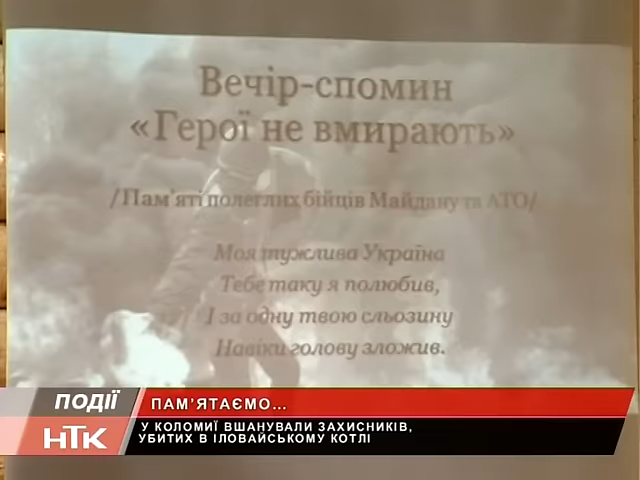 Вечір-спомин
«Герої не вмирають»
/Пам'яті полеглих бійців Майдану та АТО/
Моя тужлива Україна
Тебе таку я полюбив,
І за одну твою сльозину
Навіки голову зложив.
ПОДІЇ
ПАМ'ЯТАЄМО...
НТК
У КОЛОМИЇ ВШАНУВАЛИ ЗАХИСНИКІВ,
УБИТИХ В ІЛОВАЙСЬКОМУ КОТЛІ